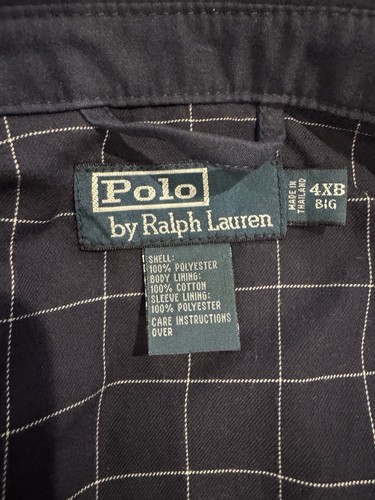 Polo
by Ralph Lauren
MADE IN
THAILAND
4XB
BIG
SHELL:
100% POLYESTER
BODY LINING:
100% COTTON
SLEEVE LINING:
100% POLYESTER
CARE INSTRUCTIONS
OVER